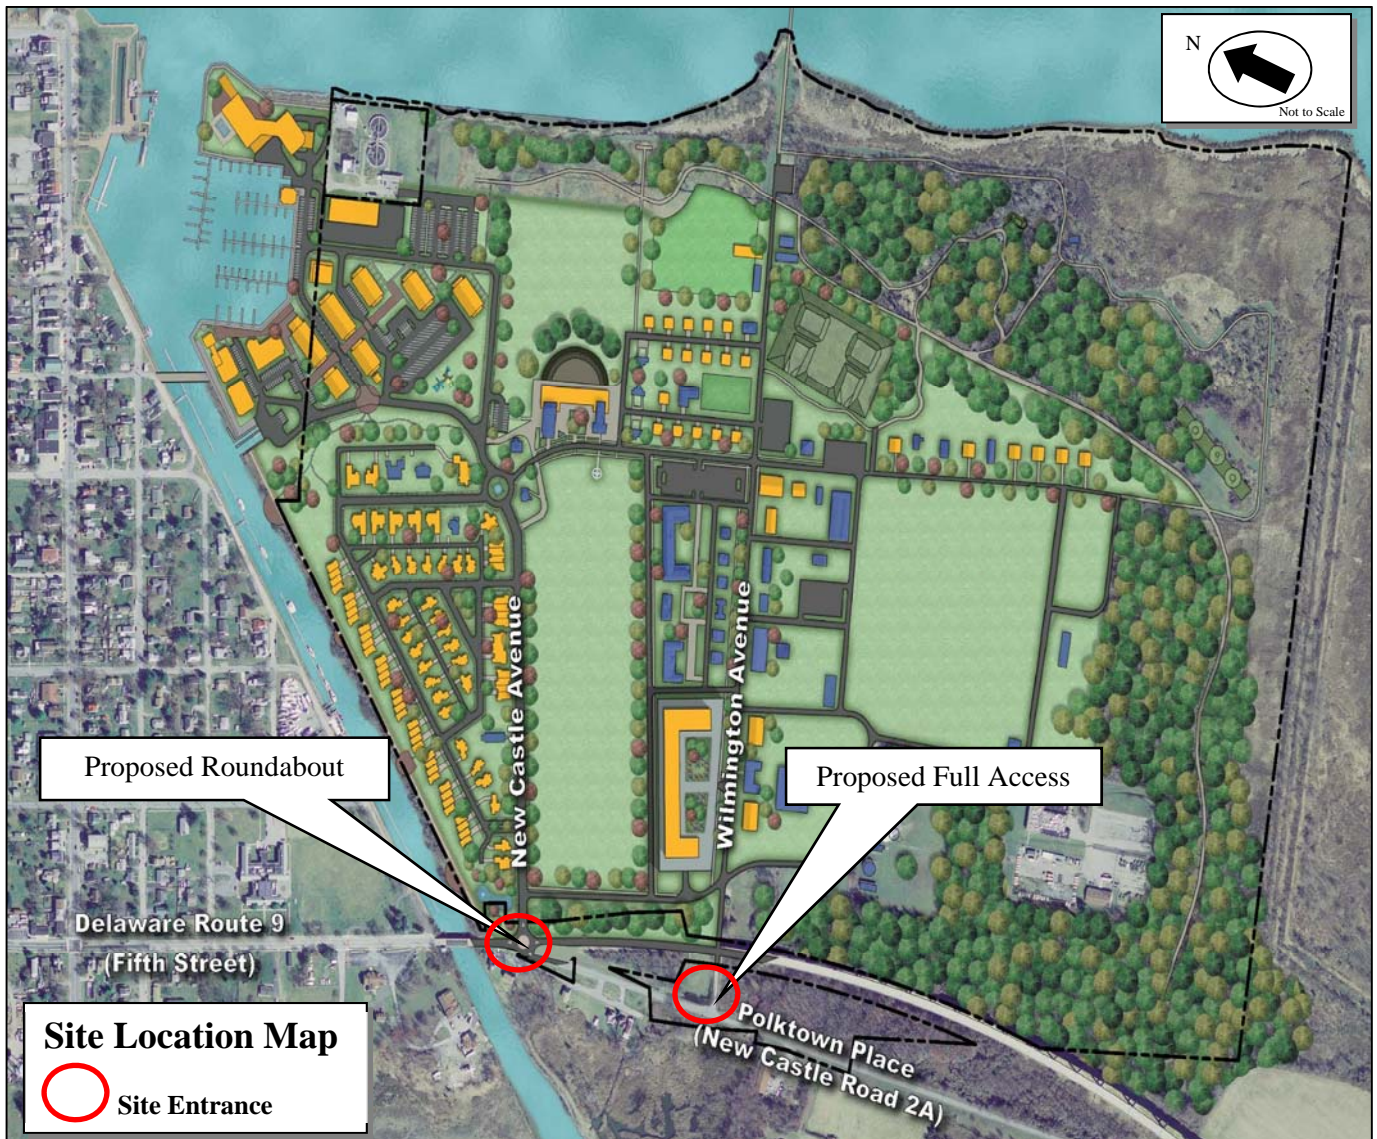 N
Not to Scale
New Castle Avenue
Wilmington Avenue
Proposed Roundabout
Proposed Full Access
Delaware Route 9
(Fifth Street)
Polktown Place
(New Castle Road 2A)
Site Location Map
Site Entrance